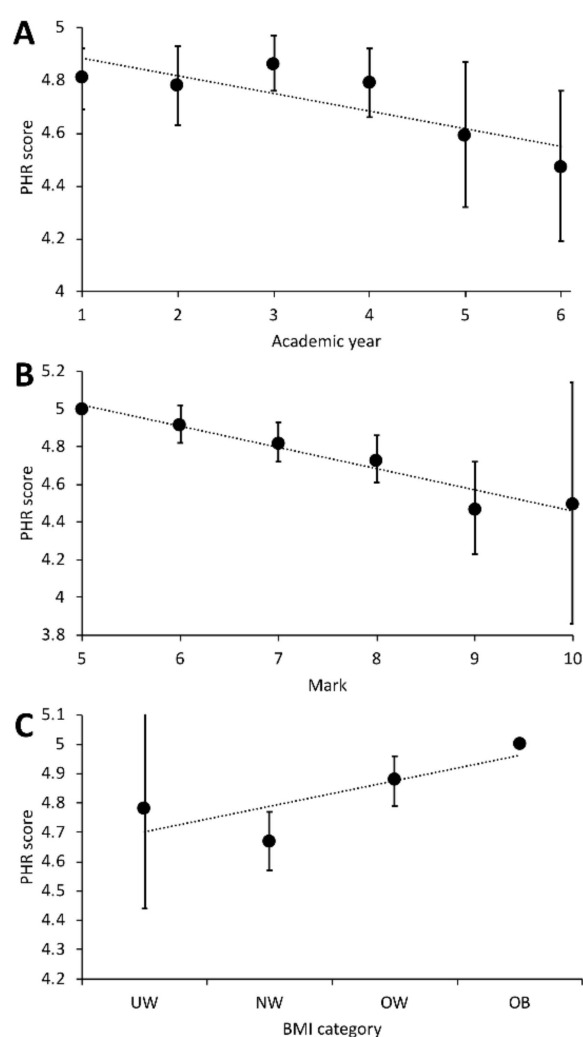 A
5
4.8
4.6
4.4
4.2
4
PHR score
1 2 3 4 5 6
Academic year
B
5.2
5
4.8
4.6
4.4
4.2
4
3.8
PHR score
5 6 7 8 9 10
Mark
C
5.1
5
4.9
4.8
4.7
4.6
4.5
4.4
4.3
4.2
PHR score
UW NW OW OB
BMI category